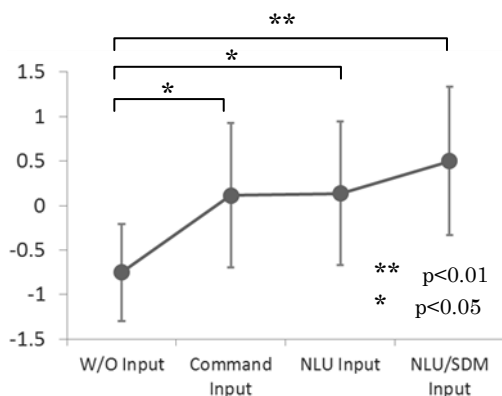 **
*
*
1.5
1
0.5
0
-0.5
-1
-1.5
** p<0.01
* p<0.05
W/O Input
Command
Input
NLU Input
NLU/SDM
Input